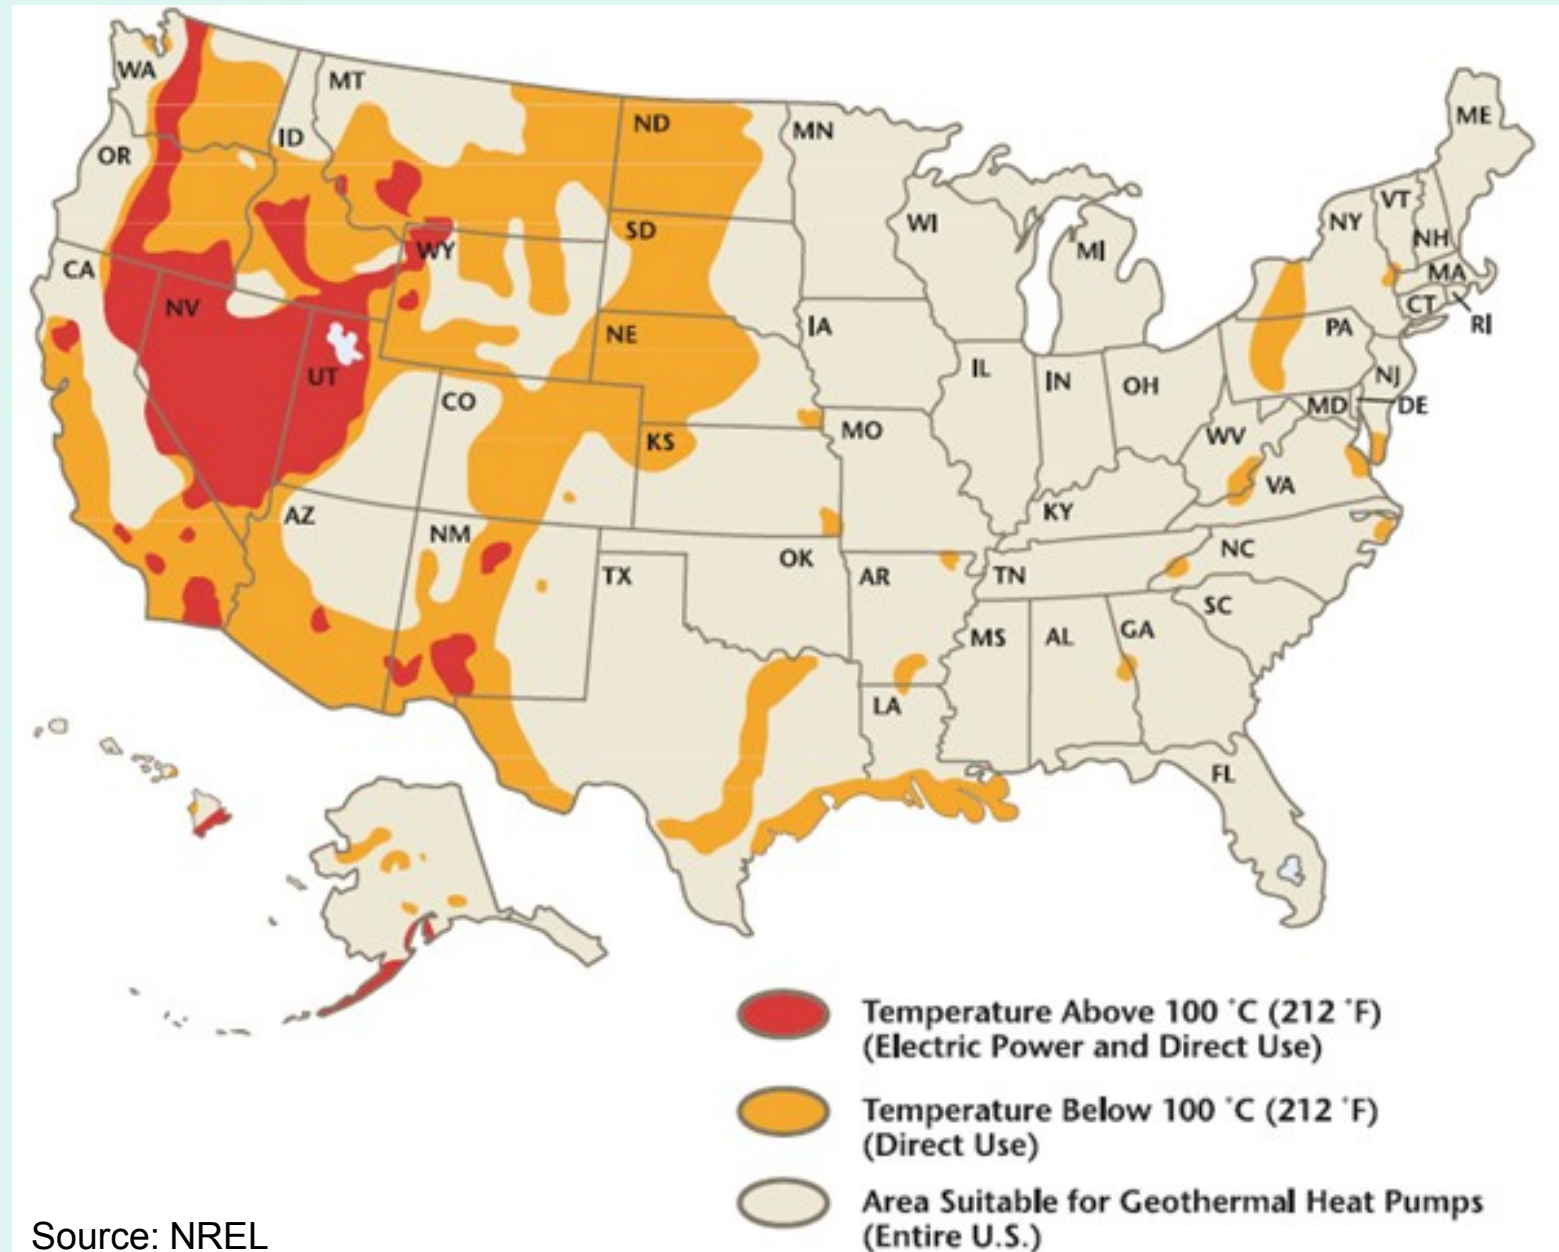 WA
MT
ND
MN
ME
ID
OR
VT
NY
WI
SD
MI
NH
WY
CA
MA
NV
CT
IA
RI
NE
PA
UT
IL
IN
OH
NJ
CO
MD
DE
MO
KS
WV
VA
AZ
KY
NM
NC
OK
TX
AR
TN
SC
MS
AL
GA
LA
FL
Temperature Above 100 ˚C (212 ˚F)
(Electric Power and Direct Use)
Temperature Below 100 ˚C (212 ˚F)
(Direct Use)
Area Suitable for Geothermal Heat Pumps
(Entire U.S.)
Source: NREL